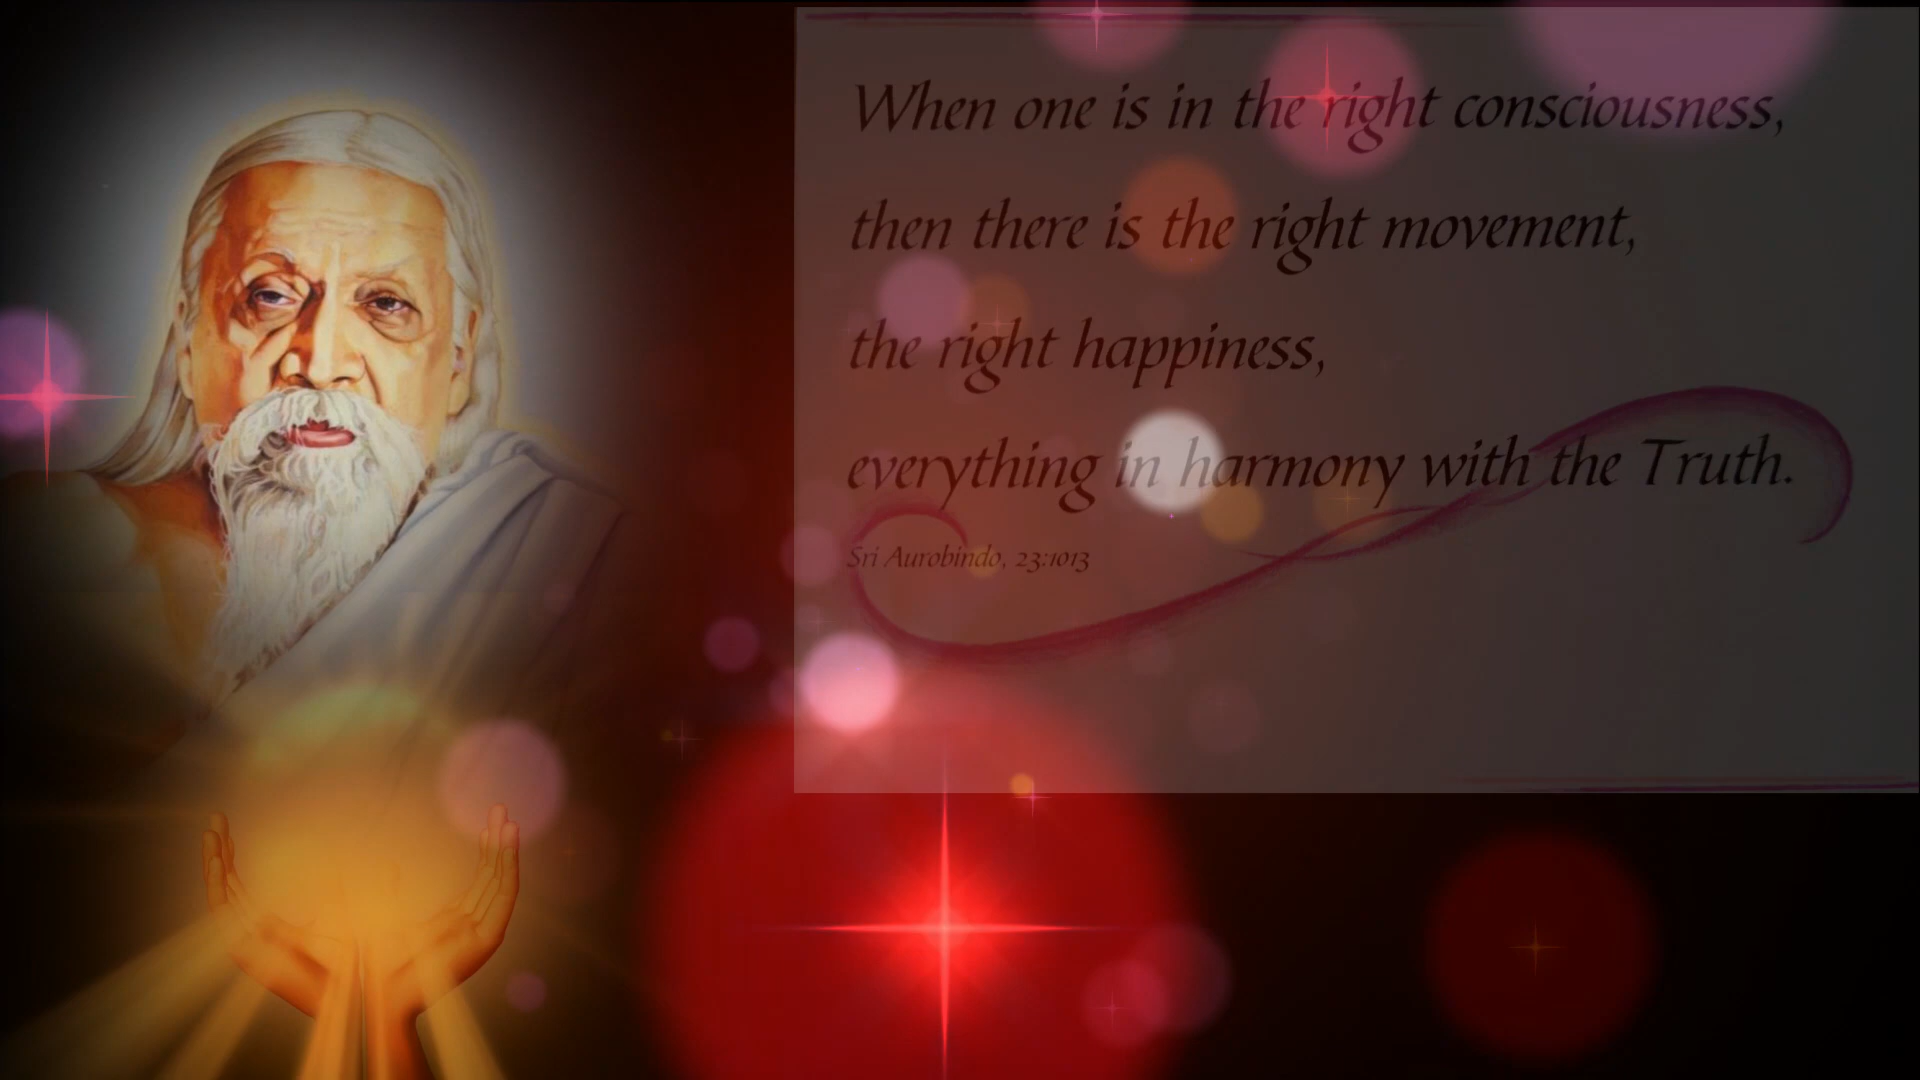 When one is in the right consciousness,
then there is the right movement,
the right happiness,
everything in harmony with the Truth.
Sri Aurobindo, 23:1013